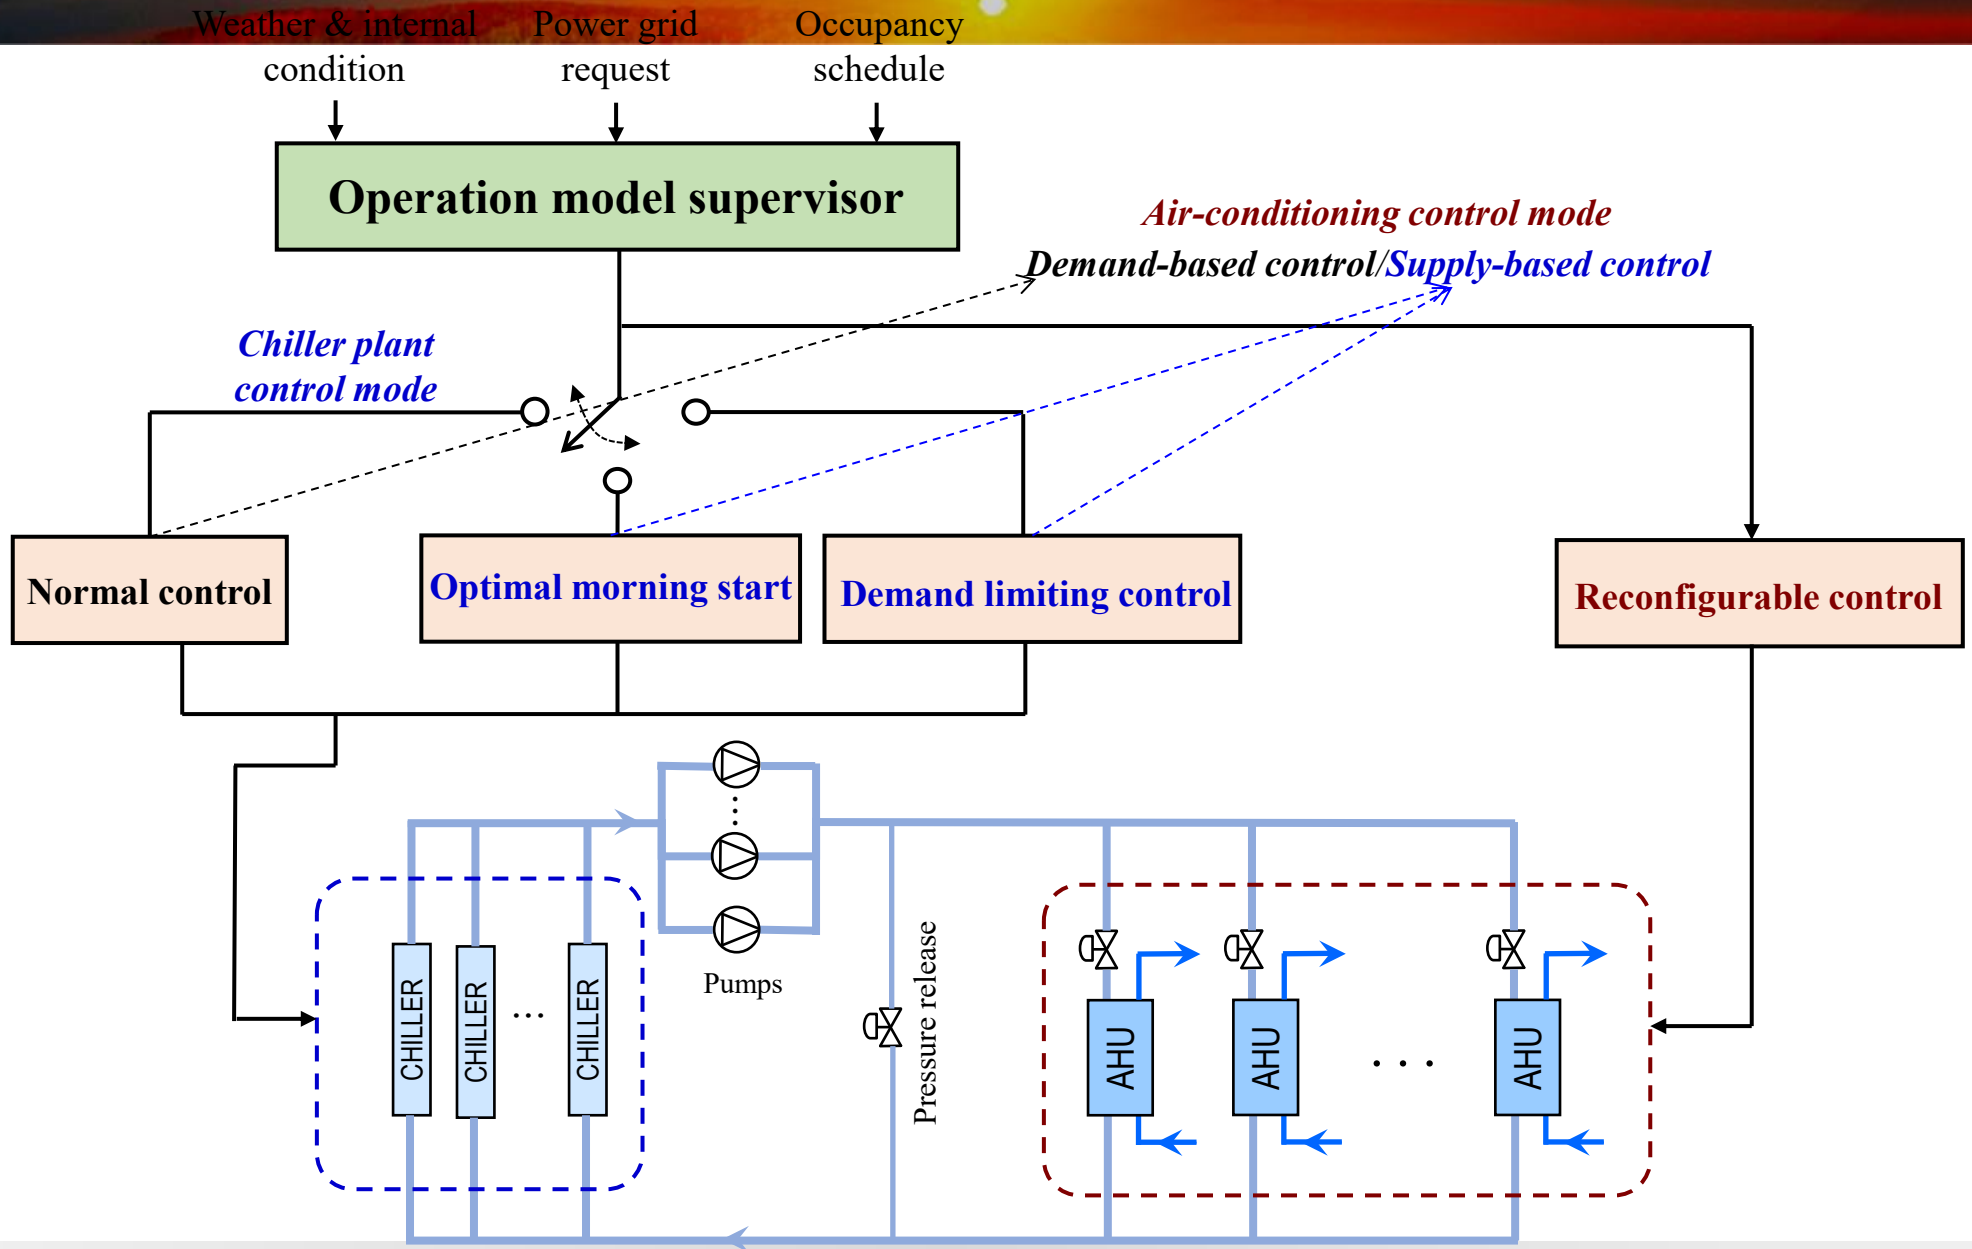 Weather & internal
condition
Power grid
request
Occupancy
schedule
Operation model supervisor
Air-conditioning control mode
Demand-based control/Supply-based control
Chiller plant
control mode
Normal control
Optimal morning start
Demand limiting control
Reconfigurable control
Pumps
Pressure release
CHILLER
CHILLER
...
CHILLER
AHU
AHU
. . .
AHU